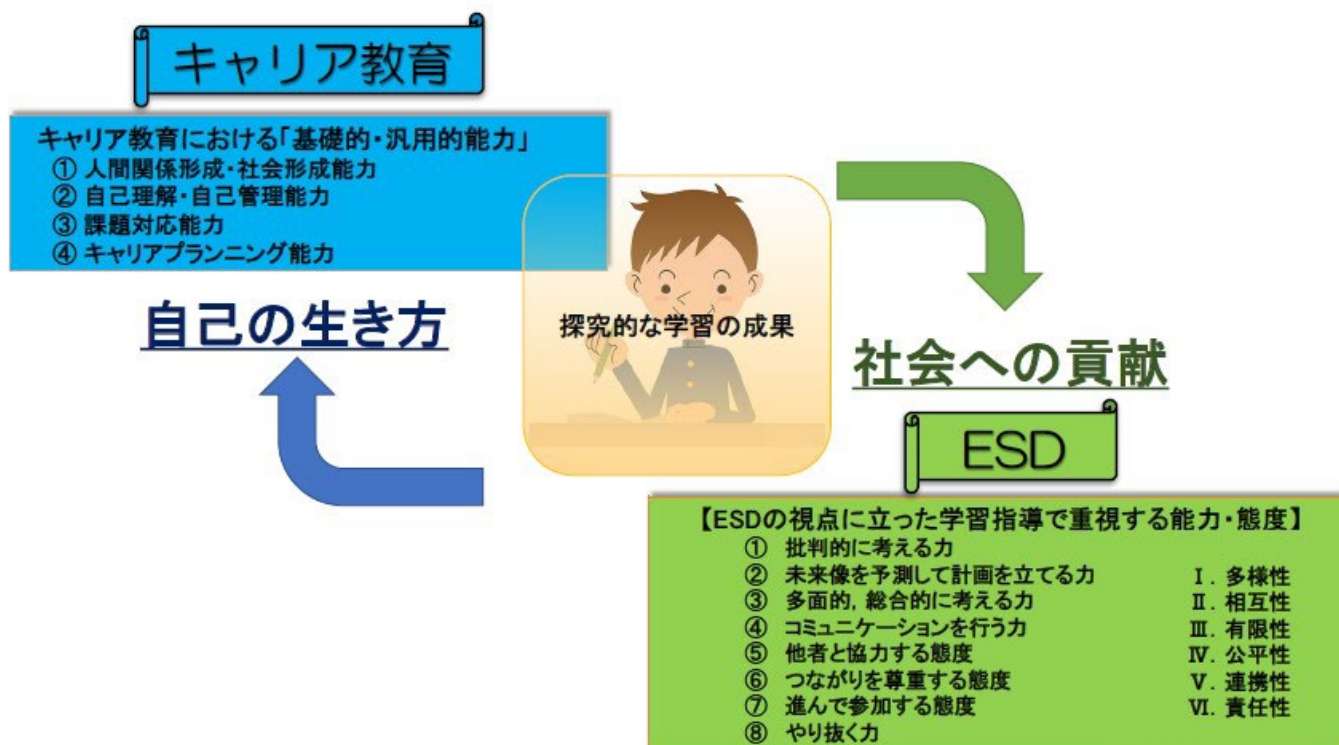 キャリア教育
キャリア教育における「基礎的・汎用的能力」
① 人間関係形成・社会形成能力
② 自己理解・自己管理能力
③ 課題対応能力
④ キャリアプランニング能力
自己の生き方
探究的な学習の成果
社会への貢献
ESD
【ESDの視点に立った学習指導で重視する能力・態度】
① 批判的に考える力
② 未来像を予測して計画を立てる力 Ⅰ. 多様性
③ 多面的, 総合的に考える力 Ⅱ. 相互性
④ コミュニケーションを行う力 Ⅲ. 有限性
⑤ 他者と協力する態度 Ⅳ. 公平性
⑥ つながりを尊重する態度 Ⅴ. 連携性
⑦ 進んで参加する態度 Ⅵ. 責任性
⑧ やり抜く力